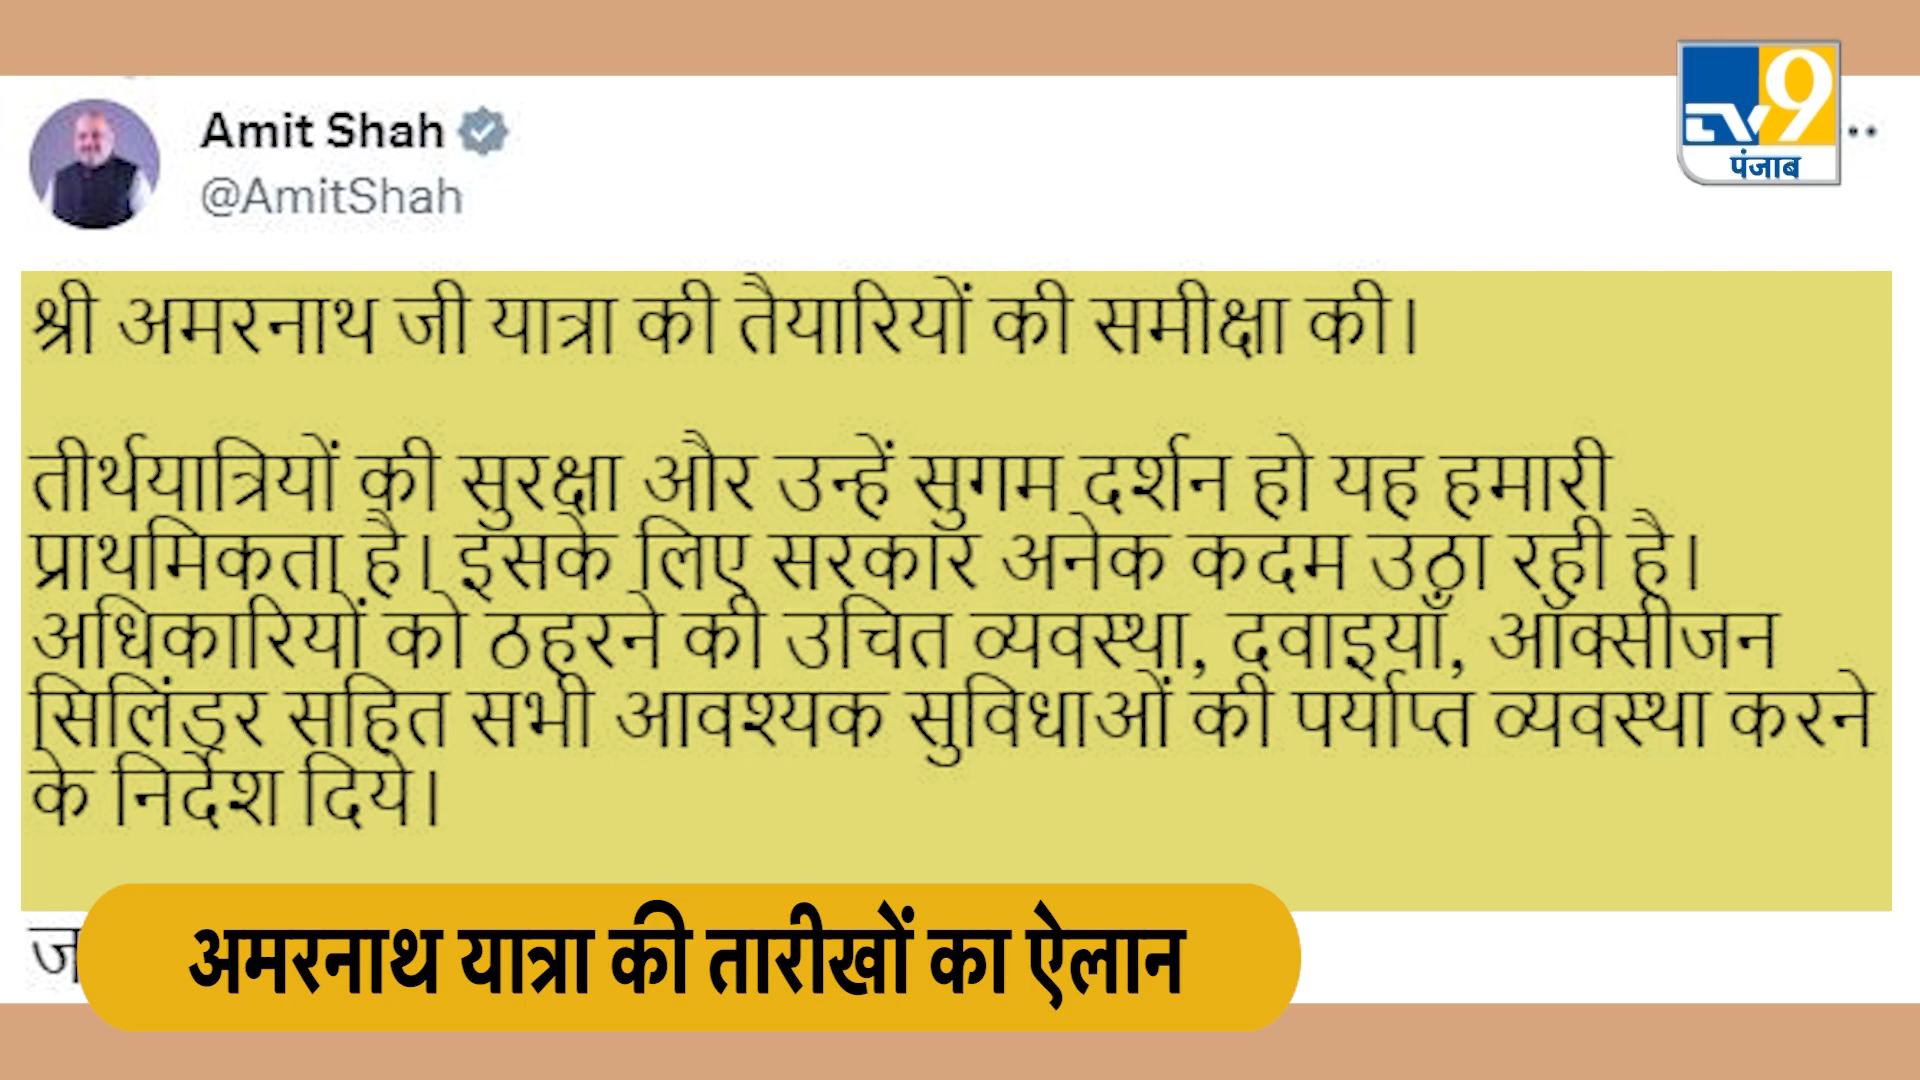 Amit Shah
@AmitShah
TV9
पंजाब
श्री अमरनाथ जी यात्रा की तैयारियों की समीक्षा की।
तीर्थयात्रियों की सुरक्षा और उन्हें सुगम दर्शन हो यह हमारी
प्राथमिकता है। इसके लिए सरकार अनेक कदम उठा रही है।
अधिकारियों को ठहरने की उचित व्यवस्था, दवाइयाँ, ऑक्सीजन
सिलिंडर सहित सभी आवश्यक सुविधाओं की पर्याप्त व्यवस्था करने
के निर्देश दिये।
अमरनाथ यात्रा की तारीखों का ऐलान